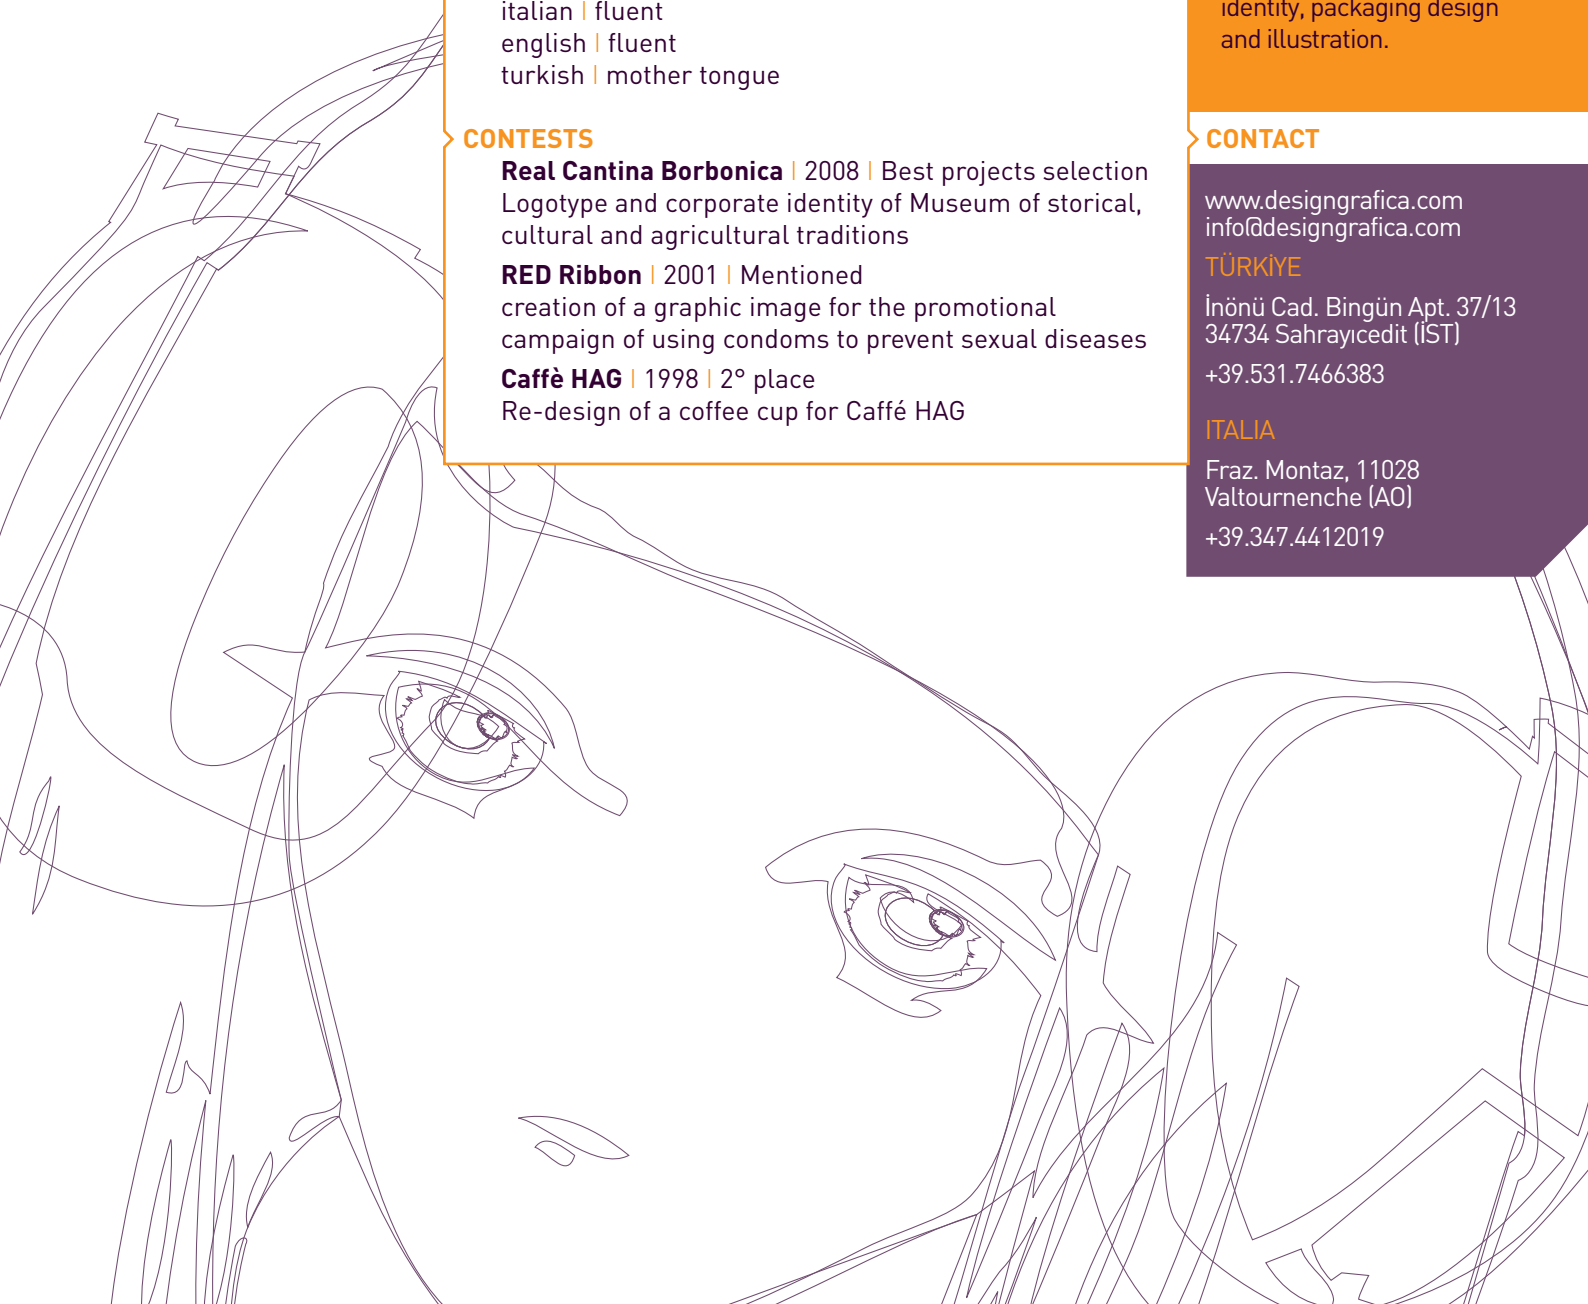 italian | fluent
english | fluent
turkish | mother tongue
CONTESTS
Real Cantina Borbonica | 2008 | Best projects selection
Logotype and corporate identity of Museum of storical,
cultural and agricultural traditions
RED Ribbon | 2001 | Mentioned
creation of a graphic image for the promotional
campaign of using condoms to prevent sexual diseases
Caffè HAG | 1998 | 2° place
Re-design of a coffee cup for Caffé HAG
identity, packaging design
and illustration.
CONTACT
www.designgrafica.com
info@designgrafica.com
TÜRKİYE
İnönü Cad. Bingün Apt. 37/13
34734 Sahrayıcedit (İST)
+39.531.7466383
ITALIA
Fraz. Montaz, 11028
Valtournenche (AO)
+39.347.4412019